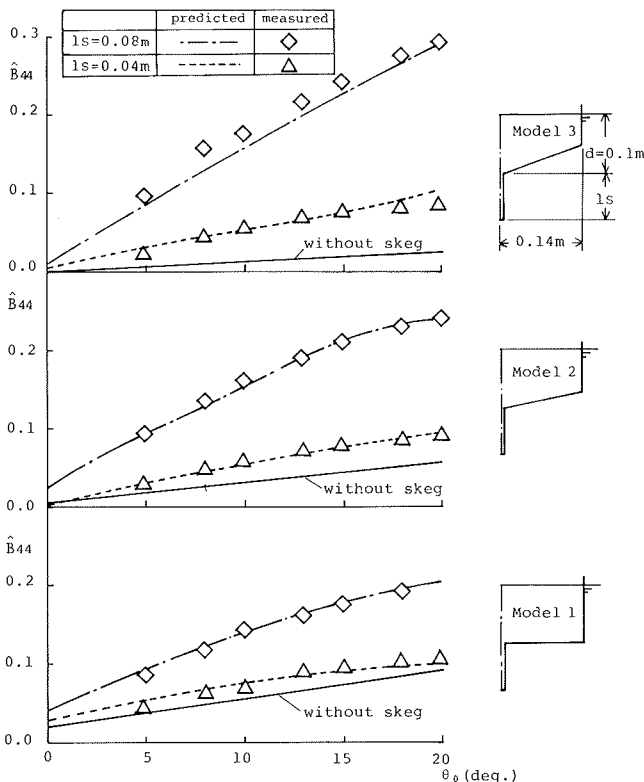 predicted measured
ls=0.08m
ls=0.04m
0.3
B̂44
0.2
0.1
0.0
without skeg
Model 3
d=0.1m
ls
0.14m
B̂44
0.2
0.1
0.0
without skeg
Model 2
B̂44
0.2
0.1
0.0
without skeg
Model 1
0 5 10 15 20
θ0(deg.)